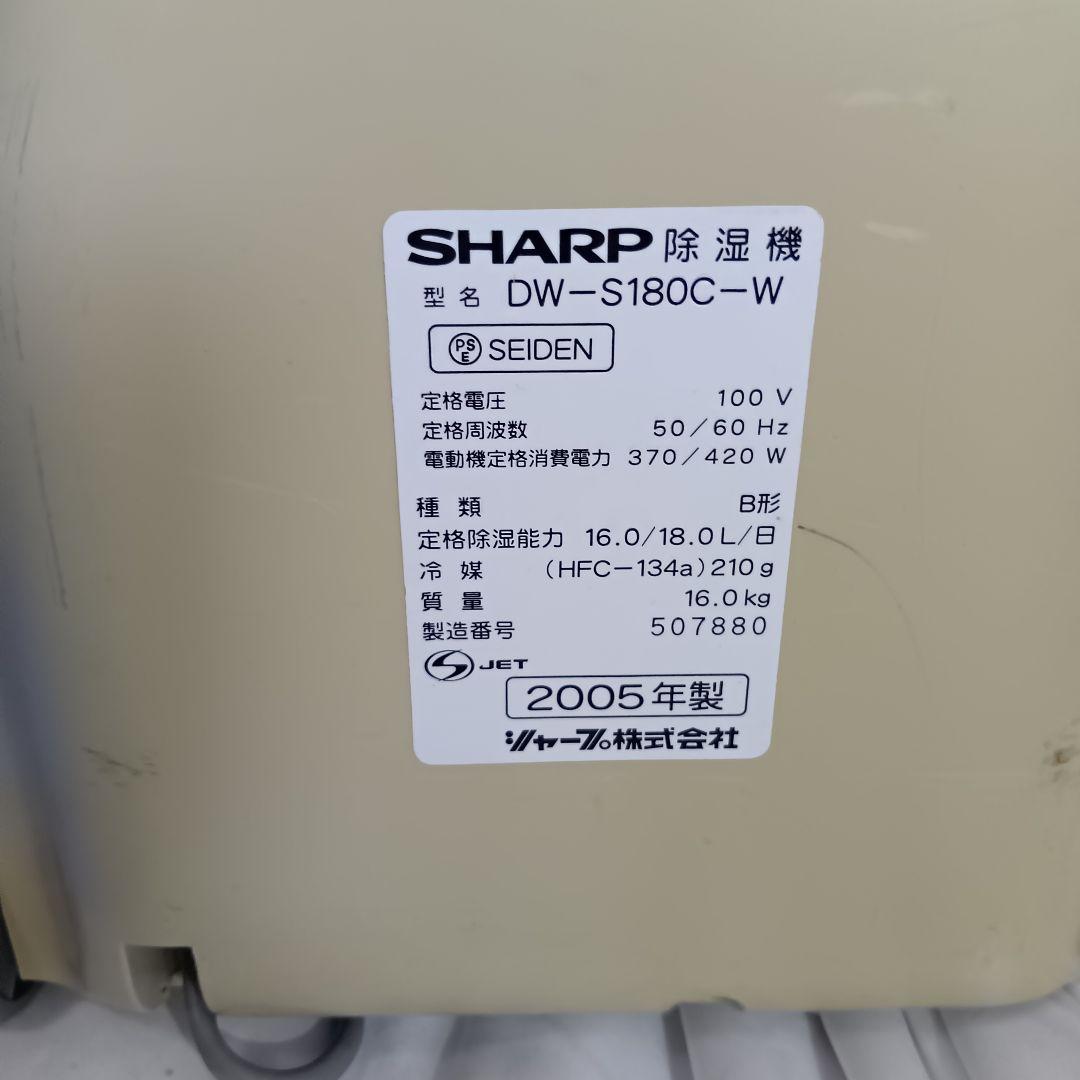 SHARP 除湿機
型名 DW-S180C-W
PSE SEIDEN
定格電圧 100 V
定格周波数 50/60 Hz
電動機定格消費電力 370/420 W
種類 B形
定格除湿能力 16.0/18.0L/日
冷媒 (HFC-134a)210g
質量 16.0kg
製造番号 507880
S JET
2005年製
シャープ株式会社